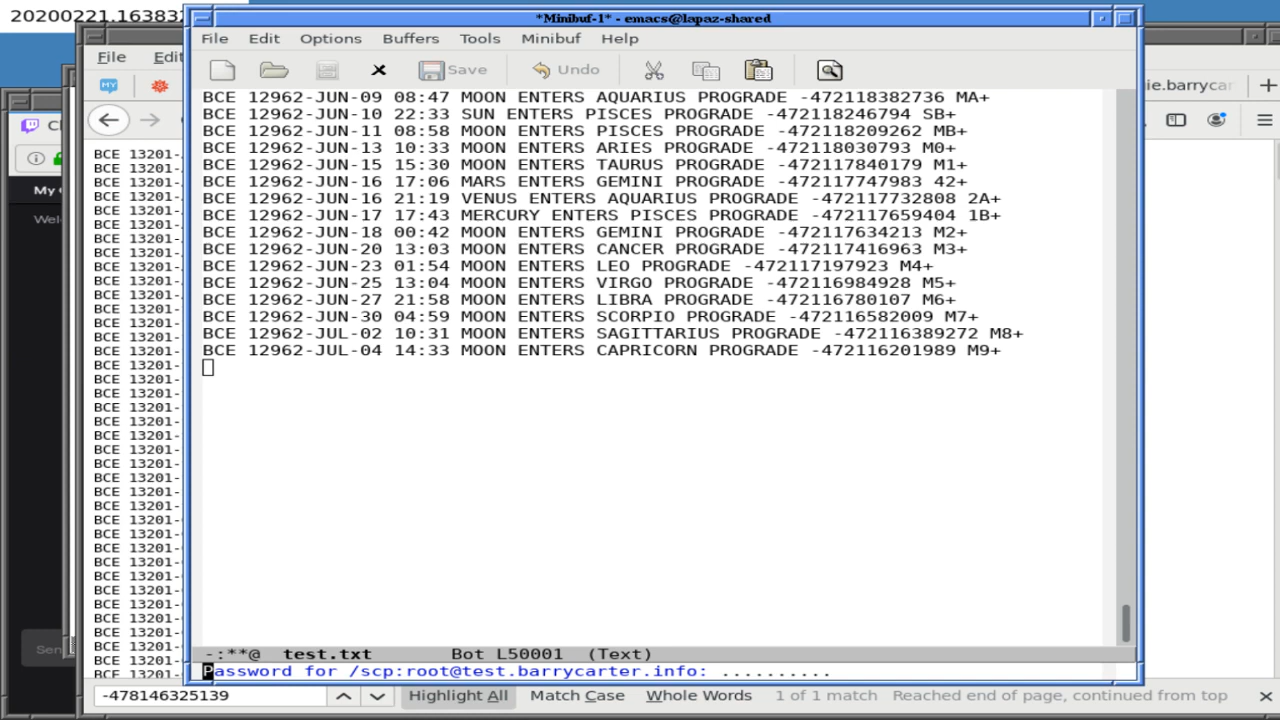 20200221.16383
*Minibuf-1* - emacs@lapaz-shared
File Edit Options Buffers Tools Minibuf Help
Save Undo
File Edit
MY
BCE 12962-JUN-09 08:47 MOON ENTERS AQUARIUS PROGRADE -472118382736 MA+
BCE 12962-JUN-10 22:33 SUN ENTERS PISCES PROGRADE -472118246794 SB+
BCE 12962-JUN-11 08:58 MOON ENTERS PISCES PROGRADE -472118209262 MB+
BCE 12962-JUN-13 10:33 MOON ENTERS ARIES PROGRADE -472118030793 M0+
BCE 12962-JUN-15 15:30 MOON ENTERS TAURUS PROGRADE -472117840179 M1+
BCE 12962-JUN-16 17:06 MARS ENTERS GEMINI PROGRADE -472117747983 42+
BCE 12962-JUN-16 21:19 VENUS ENTERS AQUARIUS PROGRADE -472117732808 2A+
BCE 12962-JUN-17 17:43 MERCURY ENTERS PISCES PROGRADE -472117659404 1B+
BCE 12962-JUN-18 00:42 MOON ENTERS GEMINI PROGRADE -472117634213 M2+
BCE 12962-JUN-20 13:03 MOON ENTERS CANCER PROGRADE -472117416963 M3+
BCE 12962-JUN-23 01:54 MOON ENTERS LEO PROGRADE -472117197923 M4+
BCE 12962-JUN-25 13:04 MOON ENTERS VIRGO PROGRADE -472116984928 M5+
BCE 12962-JUN-27 21:58 MOON ENTERS LIBRA PROGRADE -472116780107 M6+
BCE 12962-JUN-30 04:59 MOON ENTERS SCORPIO PROGRADE -472116582009 M7+
BCE 12962-JUL-02 10:31 MOON ENTERS SAGITTARIUS PROGRADE -472116389272 M8+
BCE 12962-JUL-04 14:33 MOON ENTERS CAPRICORN PROGRADE -472116201989 M9+
-:**@ test.txt Bot L50001 (Text)
Password for /scp:root@test.barrycarter.info: ..........
-478146325139 Highlight All Match Case Whole Words 1 of 1 match Reached end of page, continued from top